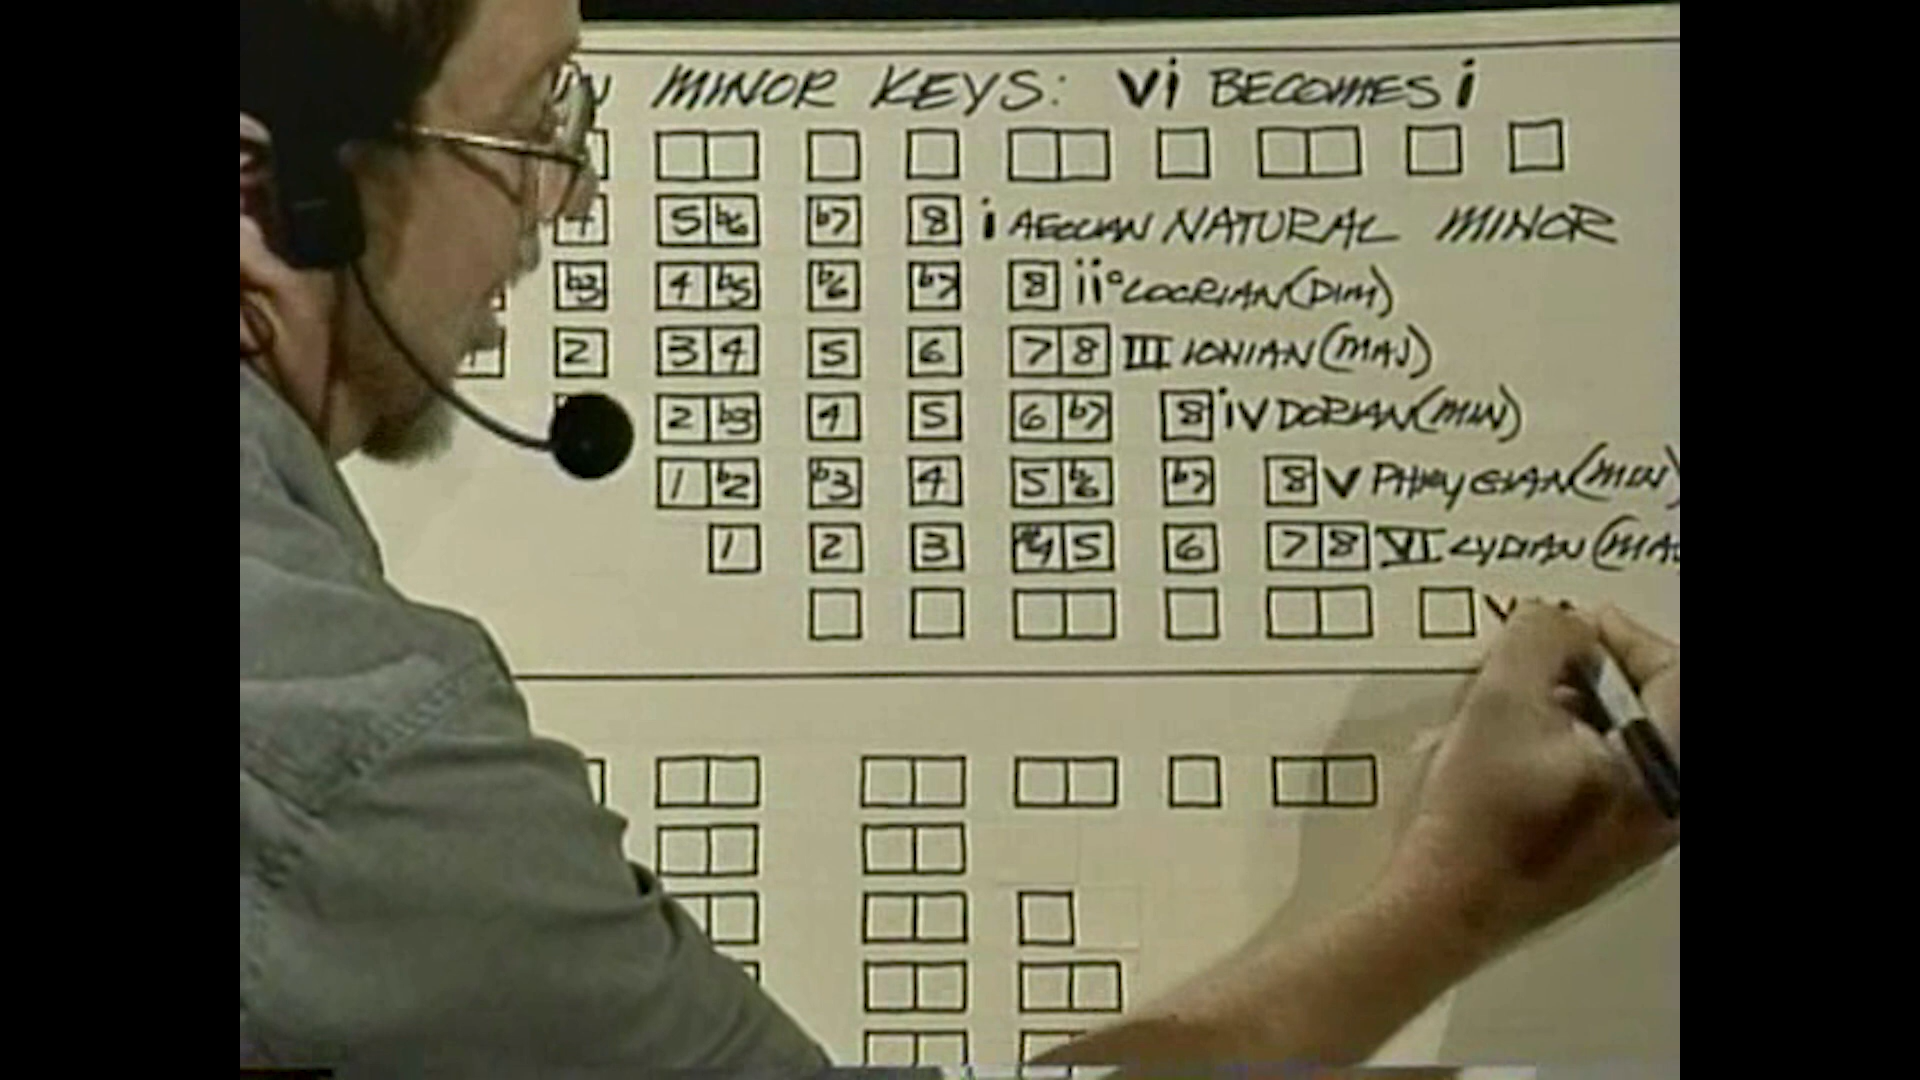 MINOR KEYS: vi BECOMES i
4 5 b6 b7 8 i AEOLIAN NATURAL MINOR
b3 4 b5 b6 b7 8 ii° LOCRIAN (DIM)
1 2 3 4 5 6 7 8 III IONIAN (MAJ)
2 b3 4 5 6 b7 8 iv DORIAN (MIN)
1 b2 b3 4 5 b6 b7 8 v PHRYGIAN (MIN)
1 2 3 #4 5 6 7 8 VI LYDIAN (MA